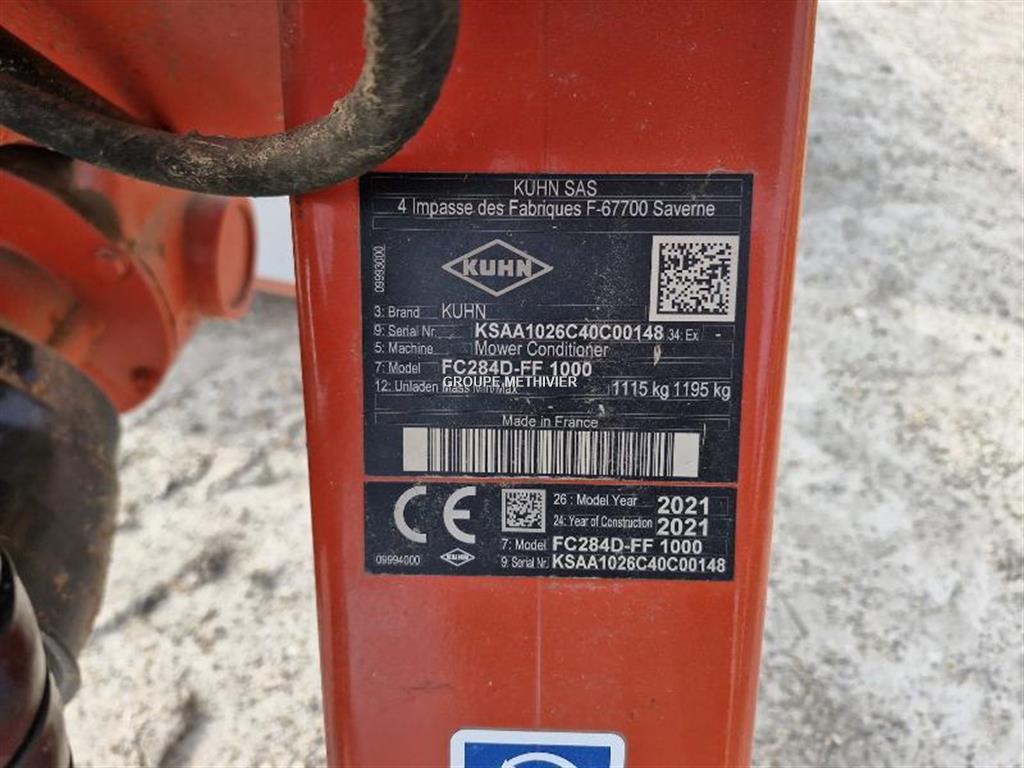 KUHN SAS
4 Impasse des Fabriques F-67700 Saverne
09993000
KUHN
3: Brand KUHN
9: Serial Nr. KSAA1026C40C00148 34: Ex -
5: Machine Mower Conditioner
7: Model FC284D-FF 1000
GROUPE METHIVIER
12: Unladen Mass Min/Max 1115 kg 1195 kg
Made in France
CE
26 : Model Year 2021
24: Year of Construction 2021
7: Model FC284D-FF 1000
09994000 KUHN 9: Serial Nr. KSAA1026C40C00148